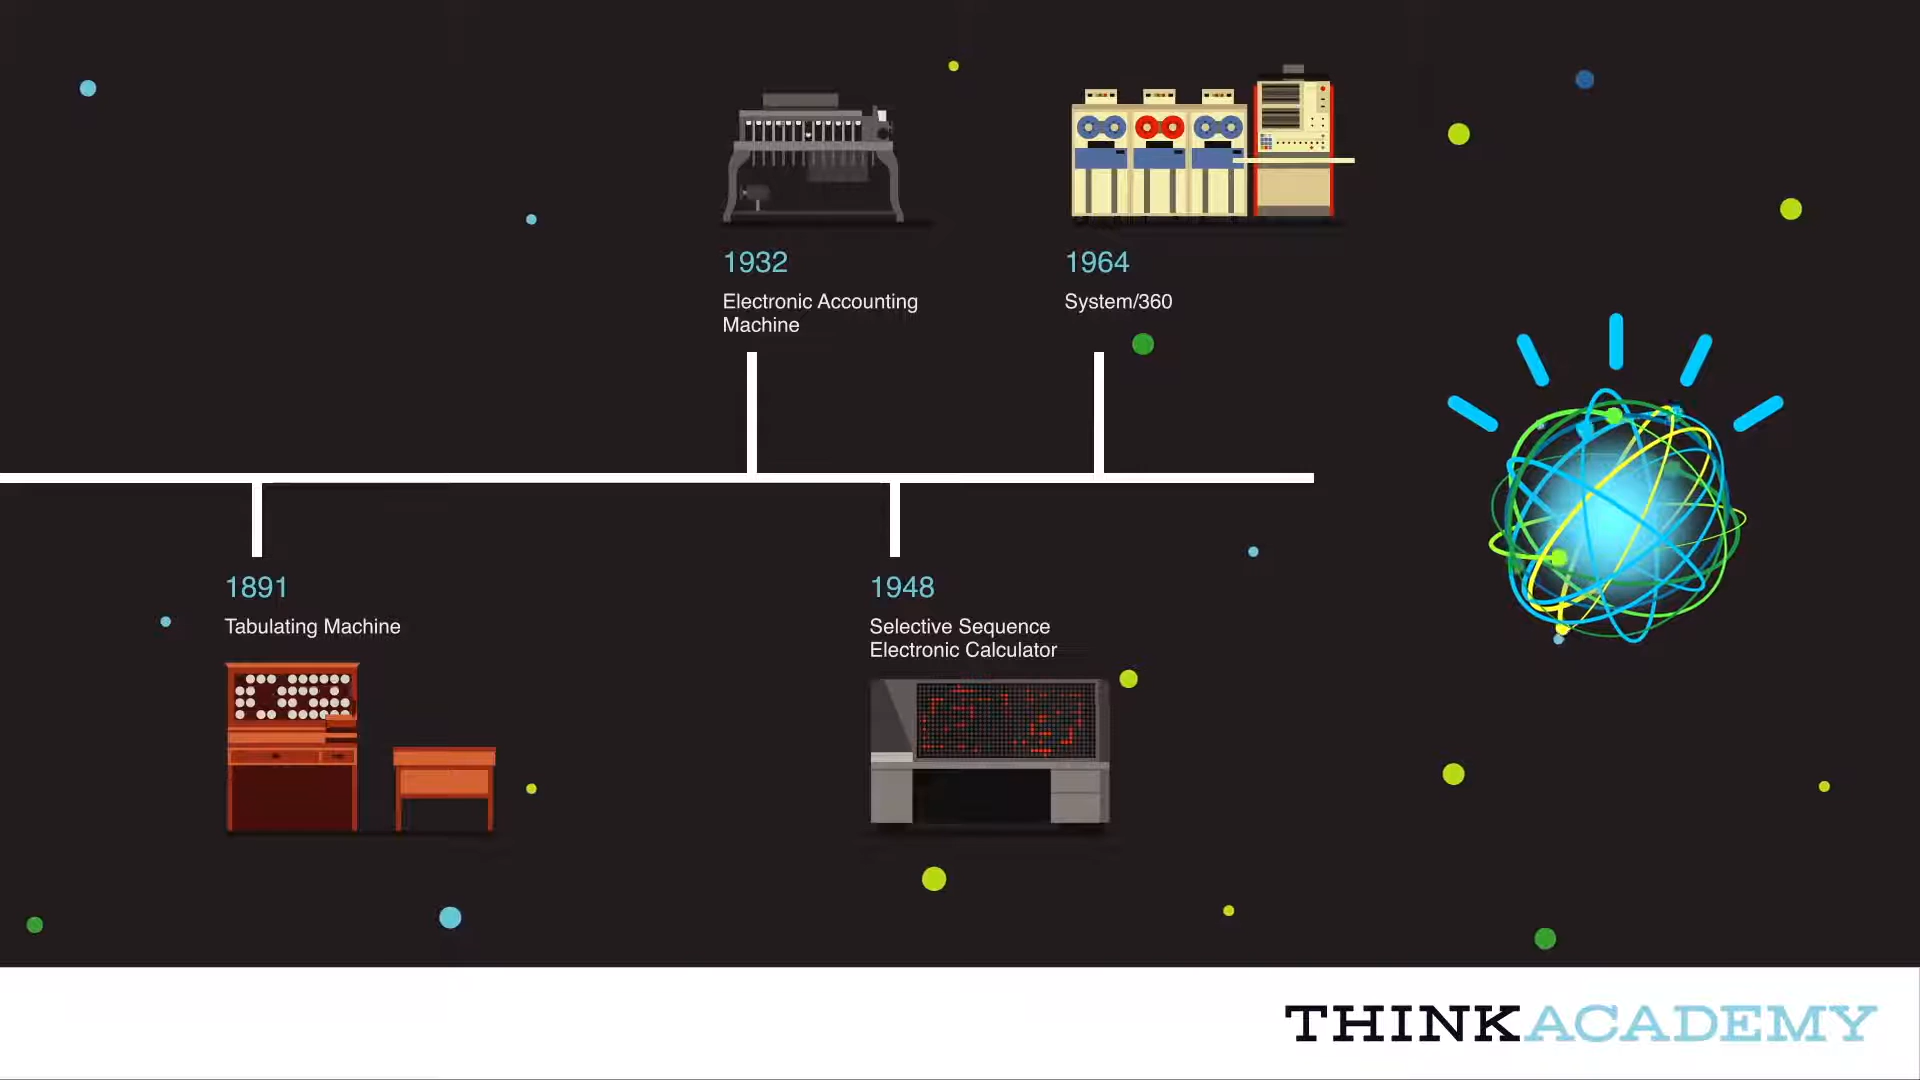 1932
Electronic Accounting
Machine
1964
System/360
1891
Tabulating Machine
1948
Selective Sequence
Electronic Calculator
THINKACADEMY